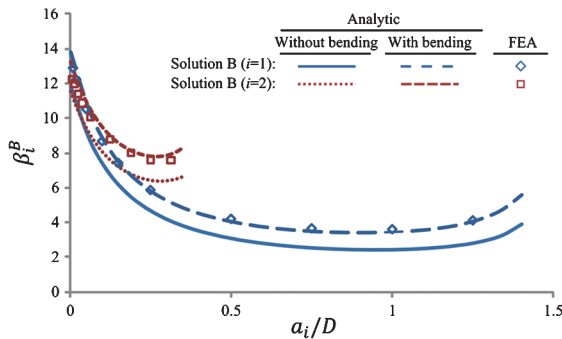 Analytic
Without bending With bending FEA
Solution B (i=1):
Solution B (i=2):
16
14
12
10
8
6
4
2
0
β_i^B
0 0.5 1 1.5
a_i/D